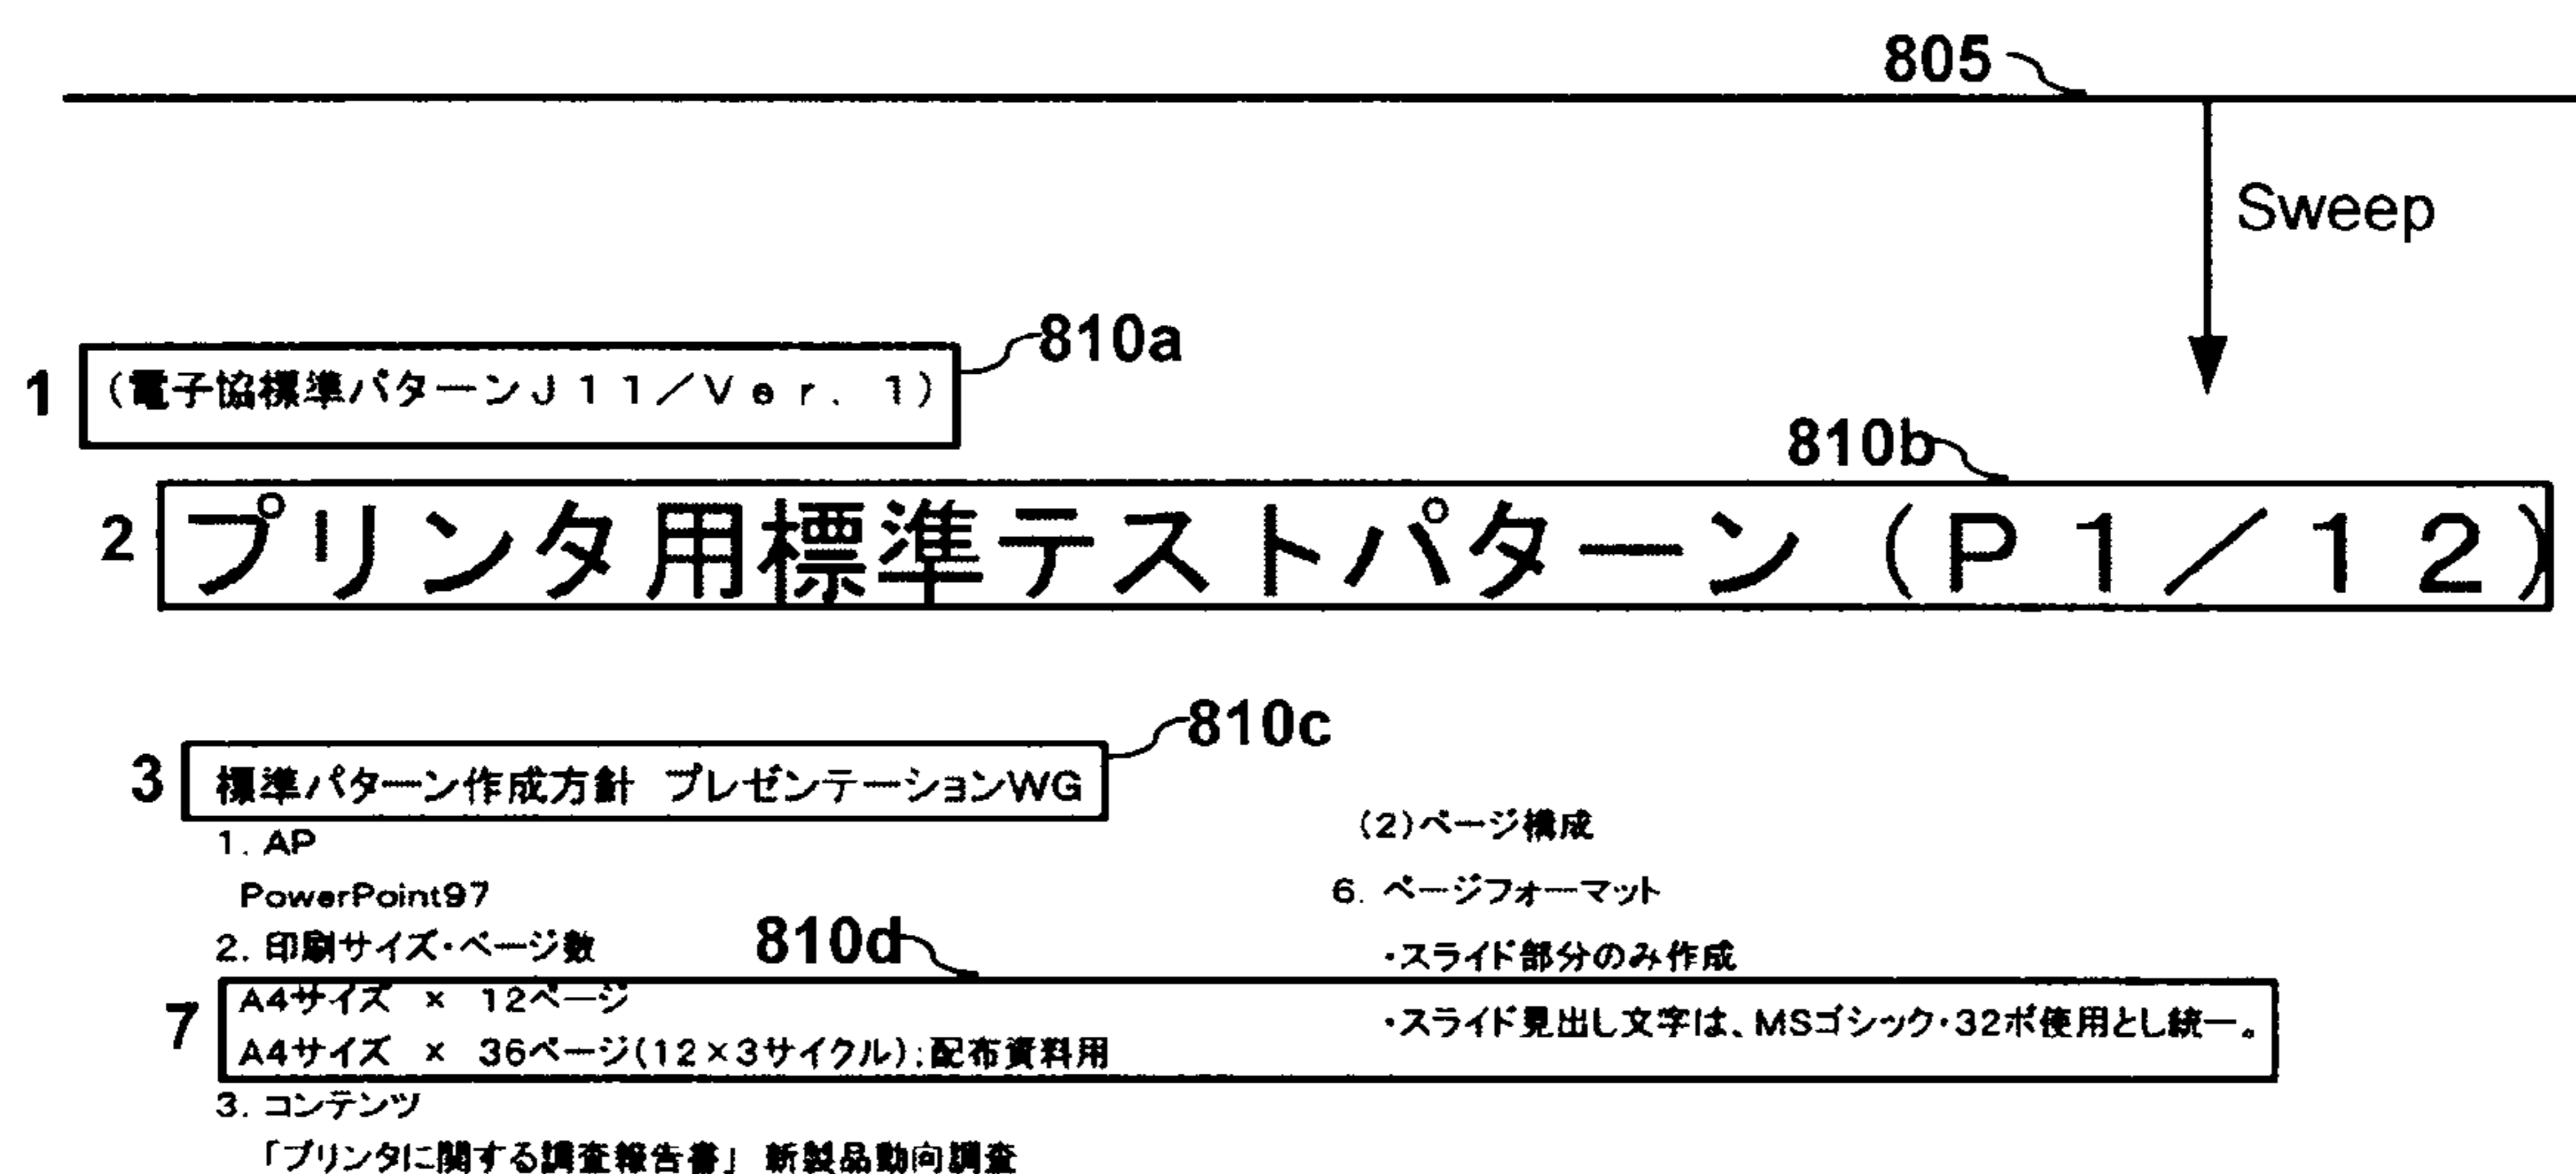 805
Sweep
810a
1 (電子協標準パターンJ11/Ver. 1)
810b
2 プリンタ用標準テストパターン(P1/12)
810c
3 標準パターン作成方針 プレゼンテーションWG
1. AP
PowerPoint97
2. 印刷サイズ・ページ数
810d
7 A4サイズ × 12ページ
A4サイズ × 36ページ(12×3サイクル);配布資料用
3. コンテンツ
「プリンタに関する調査報告書」 新製品動向調査
(2)ページ構成
6. ページフォーマット
・スライド部分のみ作成
・スライド見出し文字は、MSゴシック・32ポ使用とし統一。